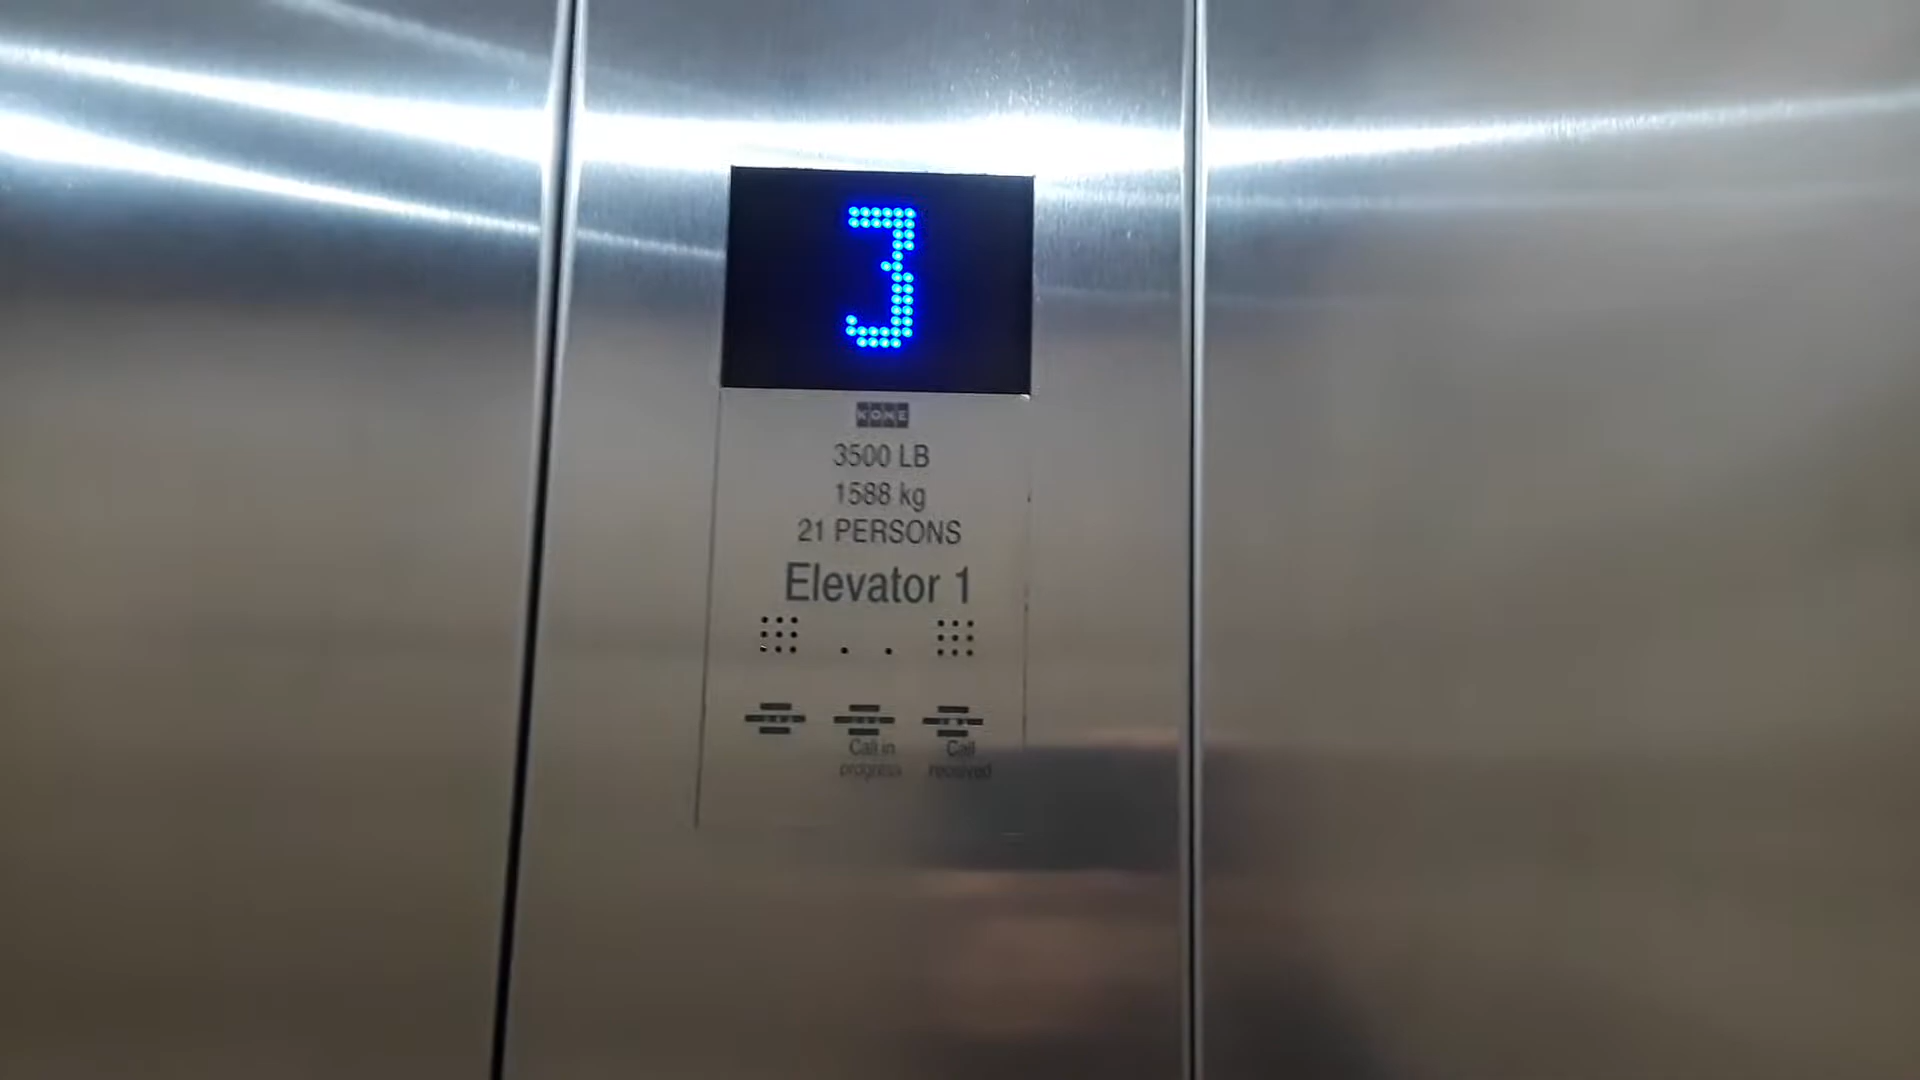 3
KONE
3500 LB
1588 kg
21 PERSONS
Elevator 1
Call in
progress
Call
received